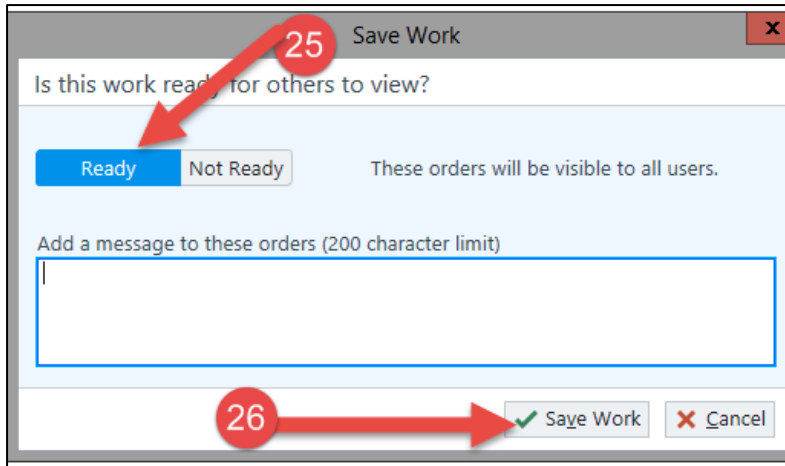 Save Work
x
25
Is this work ready for others to view?
Ready Not Ready These orders will be visible to all users.
Add a message to these orders (200 character limit)
26 Save Work Cancel